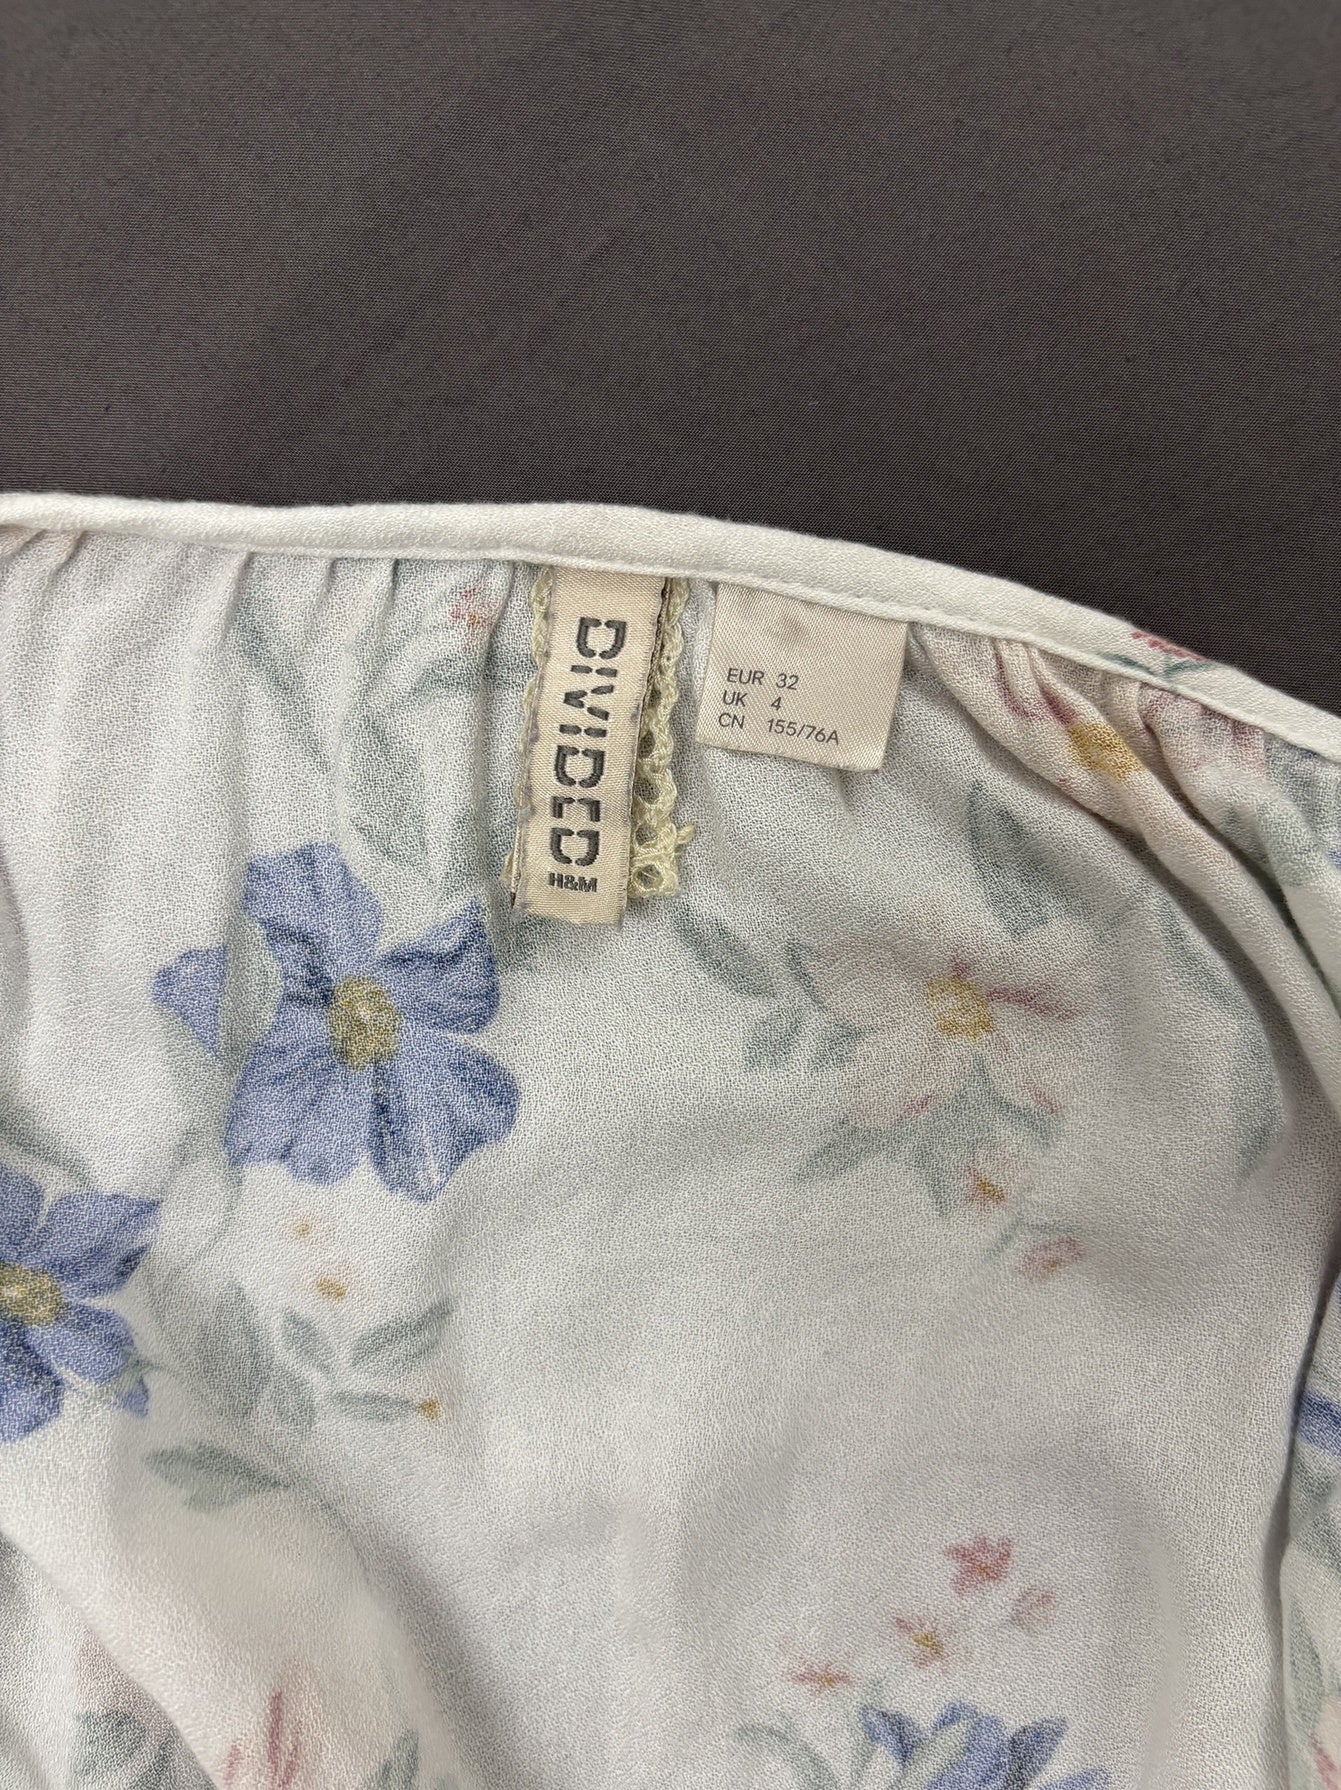 DIVIDED
H&M
EUR 32
UK 4
CN 155/76A